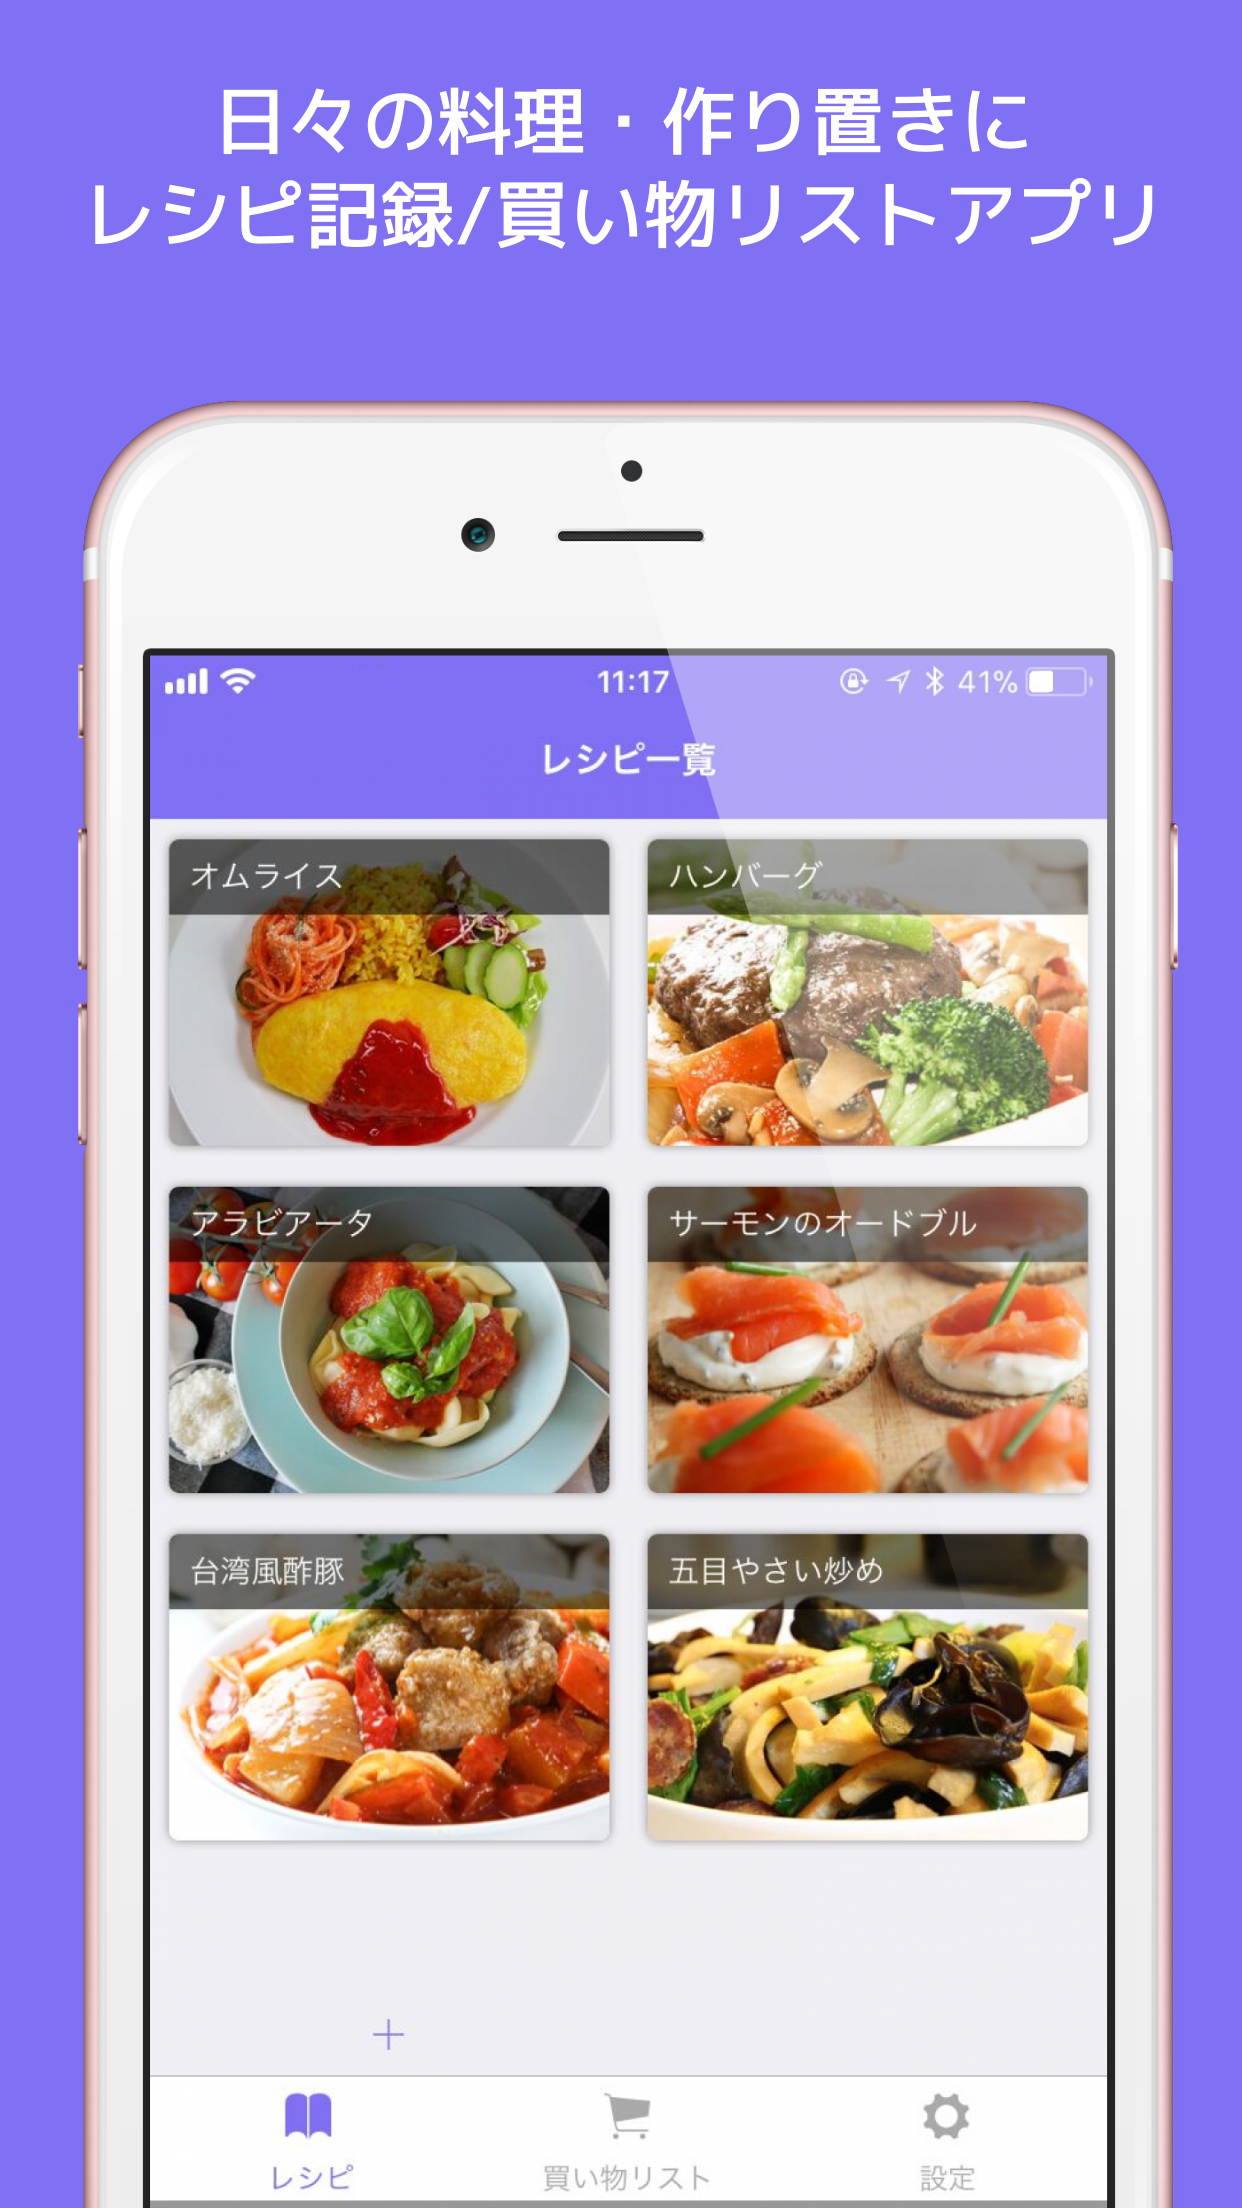 日々の料理・作り置きに
レシピ記録/買い物リストアプリ
11:17
41%
レシピ一覧
オムライス
ハンバーグ
アラビアータ
サーモンのオードブル
台湾風酢豚
五目やさい炒め
レシピ
買い物リスト
設定